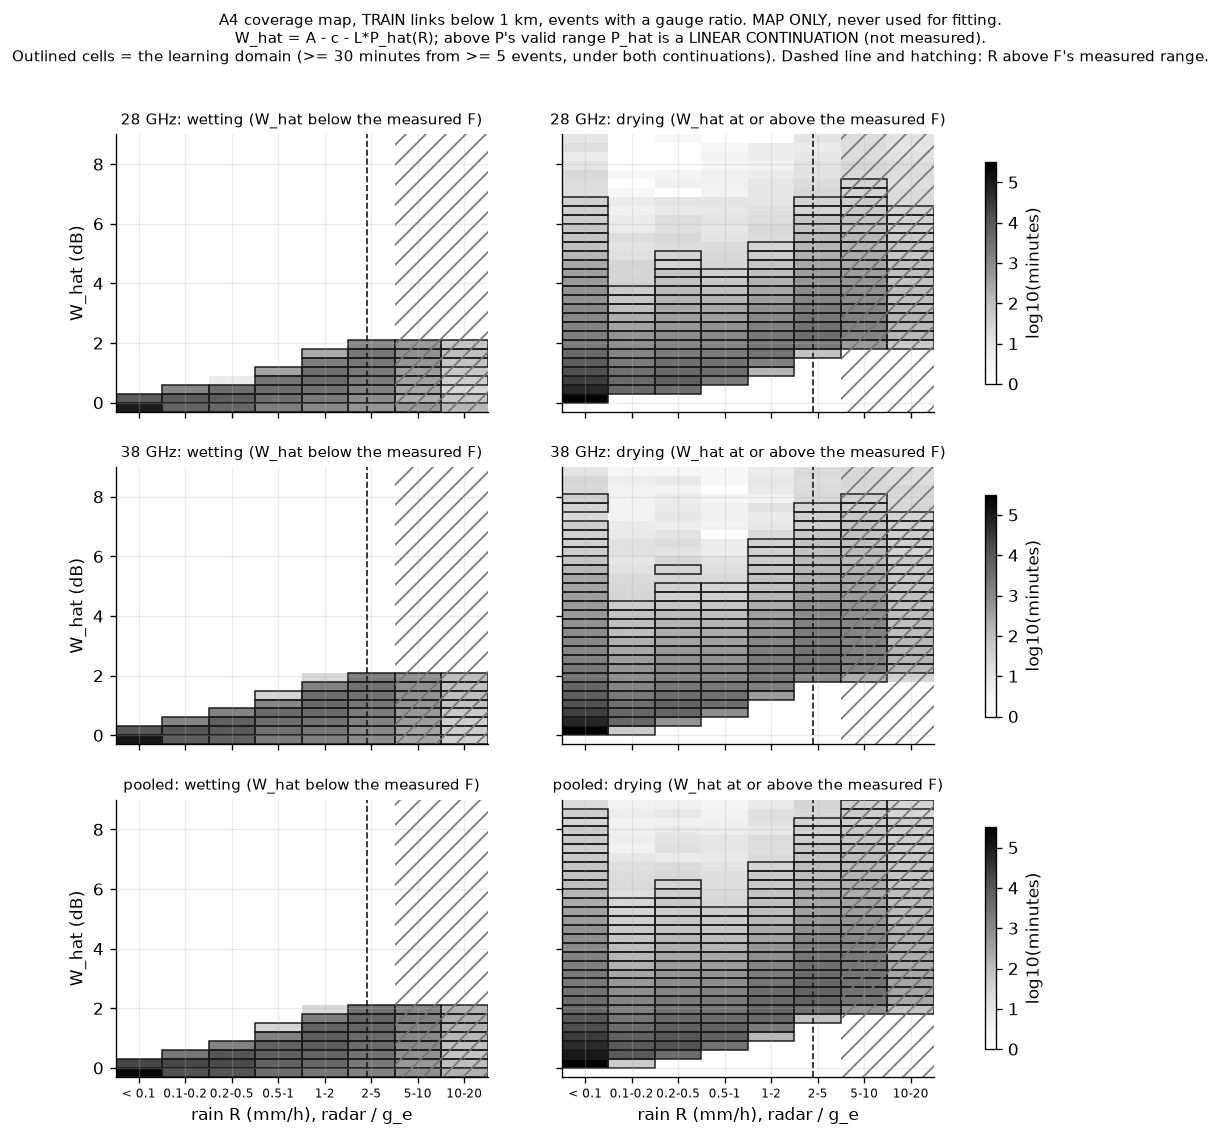 A4 coverage map, TRAIN links below 1 km, events with a gauge ratio. MAP ONLY, never used for fitting.
W_hat = A - c - L*P_hat(R); above P's valid range P_hat is a LINEAR CONTINUATION (not measured).
Outlined cells = the learning domain (>= 30 minutes from >= 5 events, under both continuations). Dashed line and hatching: R above F's measured range.
28 GHz: wetting (W_hat below the measured F)
28 GHz: drying (W_hat at or above the measured F)
W_hat (dB)
8
6
4
2
0
5
4
3
2
1
0
log10(minutes)
38 GHz: wetting (W_hat below the measured F)
38 GHz: drying (W_hat at or above the measured F)
W_hat (dB)
8
6
4
2
0
5
4
3
2
1
0
log10(minutes)
pooled: wetting (W_hat below the measured F)
pooled: drying (W_hat at or above the measured F)
W_hat (dB)
8
6
4
2
0
5
4
3
2
1
0
log10(minutes)
< 0.1 0.1-0.2 0.2-0.5 0.5-1 1-2 2-5 5-10 10-20
rain R (mm/h), radar / g_e
< 0.1 0.1-0.2 0.2-0.5 0.5-1 1-2 2-5 5-10 10-20
rain R (mm/h), radar / g_e